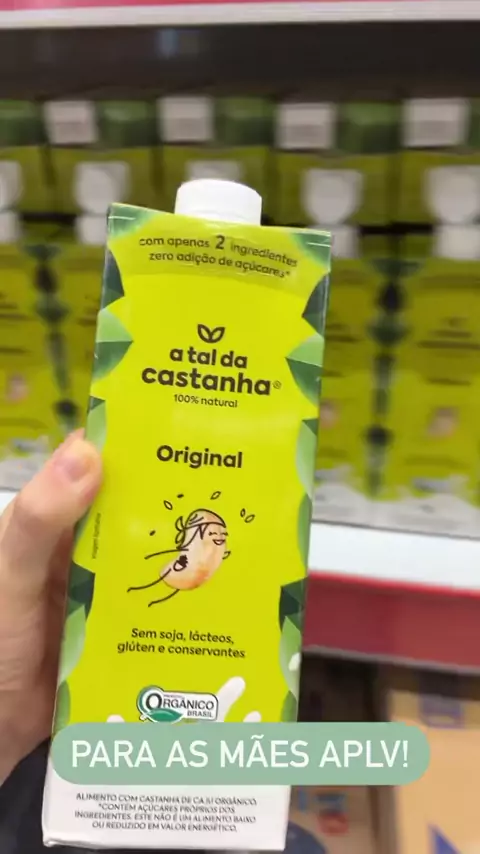 com apenas 2 ingredientes
zero adição de açúcares*
a tal da
castanha®
100% natural
Original
Sem soja, lácteos,
glúten e conservantes
ORGÂNICO
BRASIL
PARA AS MÃES APLV!
ALIMENTO COM CASTANHA DE CAJU ORGÂNICO.
*CONTÉM AÇÚCARES PRÓPRIOS DOS
INGREDIENTES. ESTE NÃO É UM ALIMENTO BAIXO
OU REDUZIDO EM VALOR ENERGÉTICO.